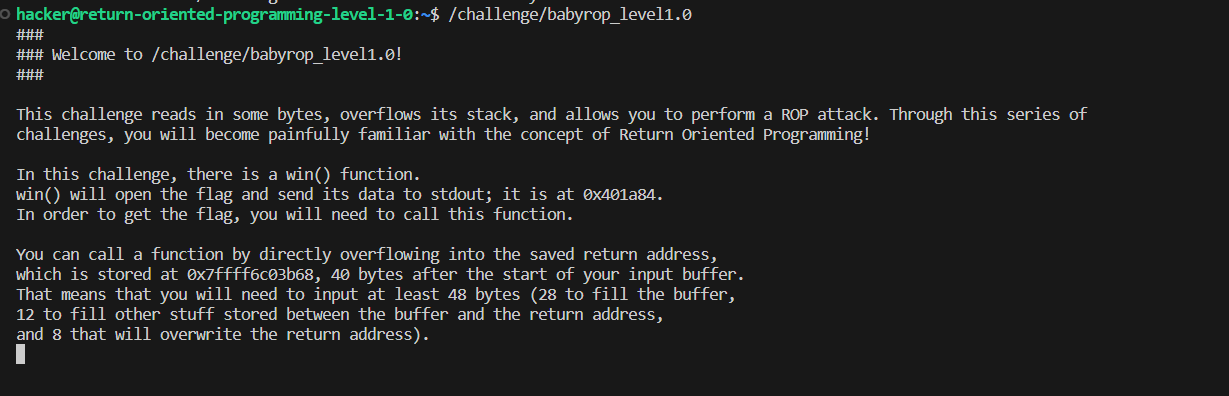 hacker@return-oriented-programming-level-1-0:~$ /challenge/babyrop_level1.0
###
### Welcome to /challenge/babyrop_level1.0!
###
This challenge reads in some bytes, overflows its stack, and allows you to perform a ROP attack. Through this series of
challenges, you will become painfully familiar with the concept of Return Oriented Programming!
In this challenge, there is a win() function.
win() will open the flag and send its data to stdout; it is at 0x401a84.
In order to get the flag, you will need to call this function.
You can call a function by directly overflowing into the saved return address,
which is stored at 0x7ffff6c03b68, 40 bytes after the start of your input buffer.
That means that you will need to input at least 48 bytes (28 to fill the buffer,
12 to fill other stuff stored between the buffer and the return address,
and 8 that will overwrite the return address).